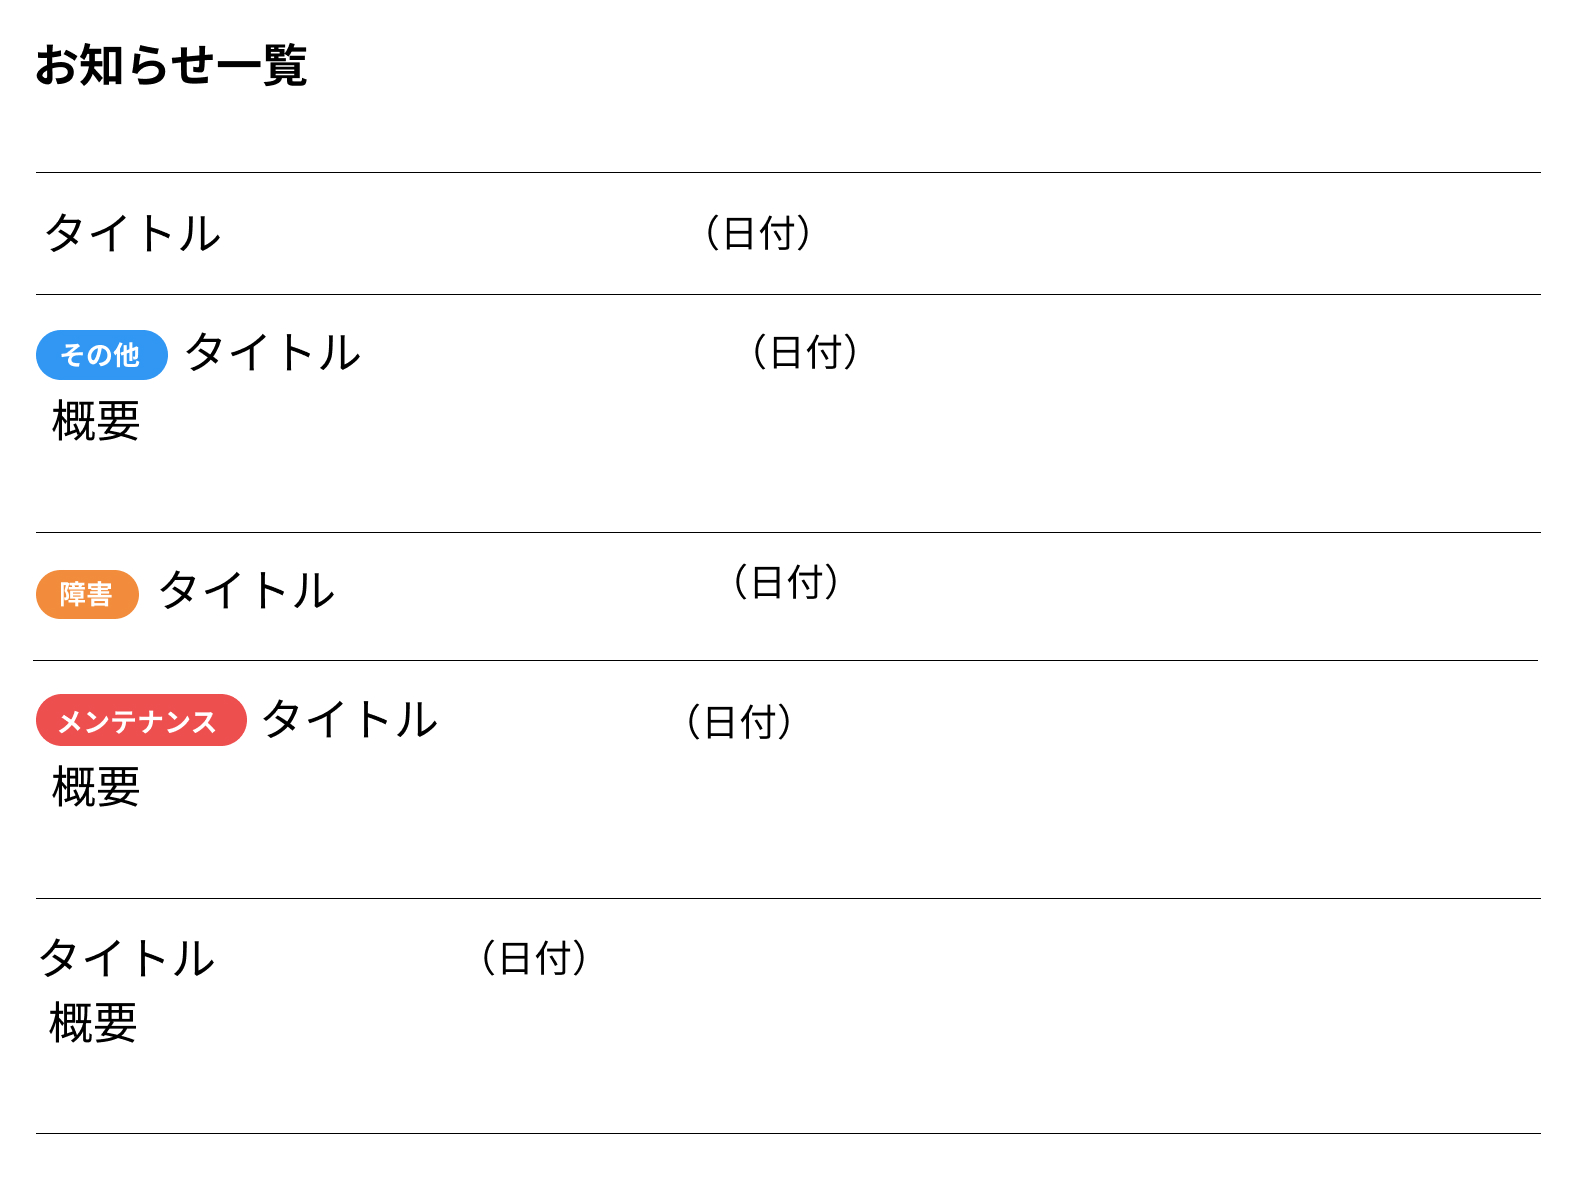 お知らせ一覧
タイトル （日付）
その他 タイトル （日付）
概要
障害 タイトル （日付）
メンテナンス タイトル （日付）
概要
タイトル （日付）
概要